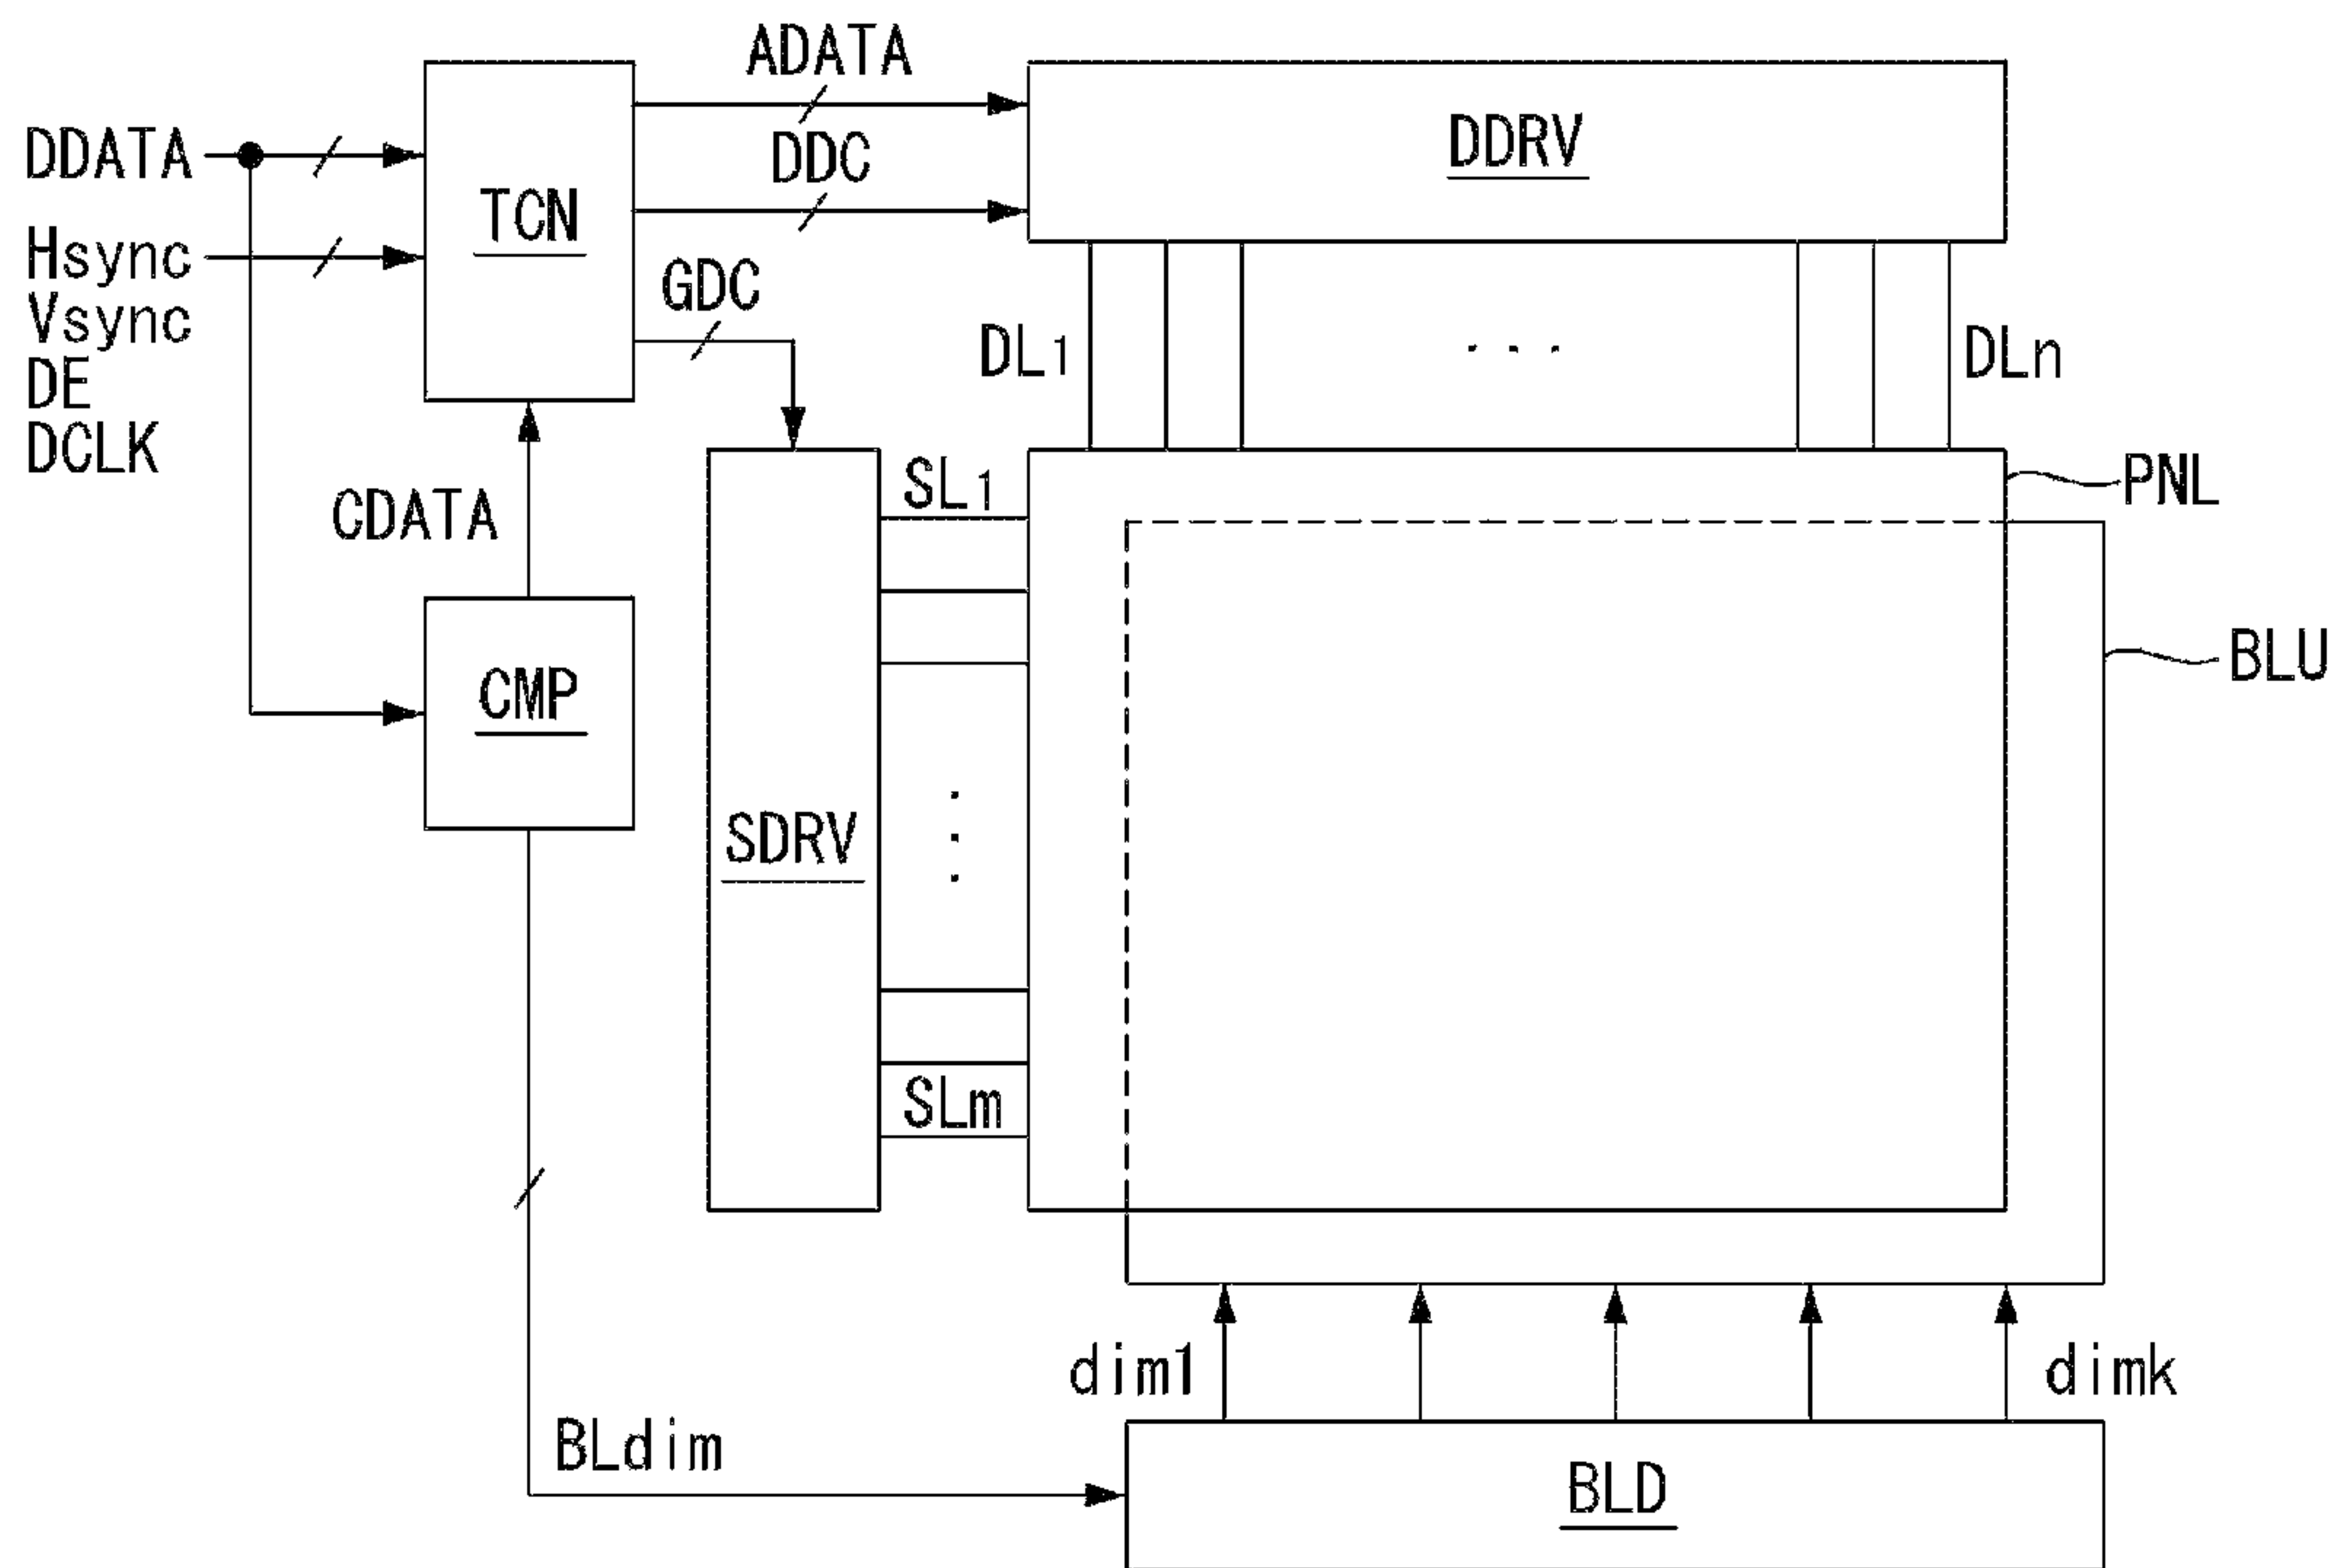 ADATA
DDATA
TCN
DDC
DDRV
Hsync
Vsync
DE
DCLK
GDC
DL1
...
DLn
CDATA
SL1
PNL
CMP
BLU
SDRV
SLm
dim1
dimk
BLdim
BLD